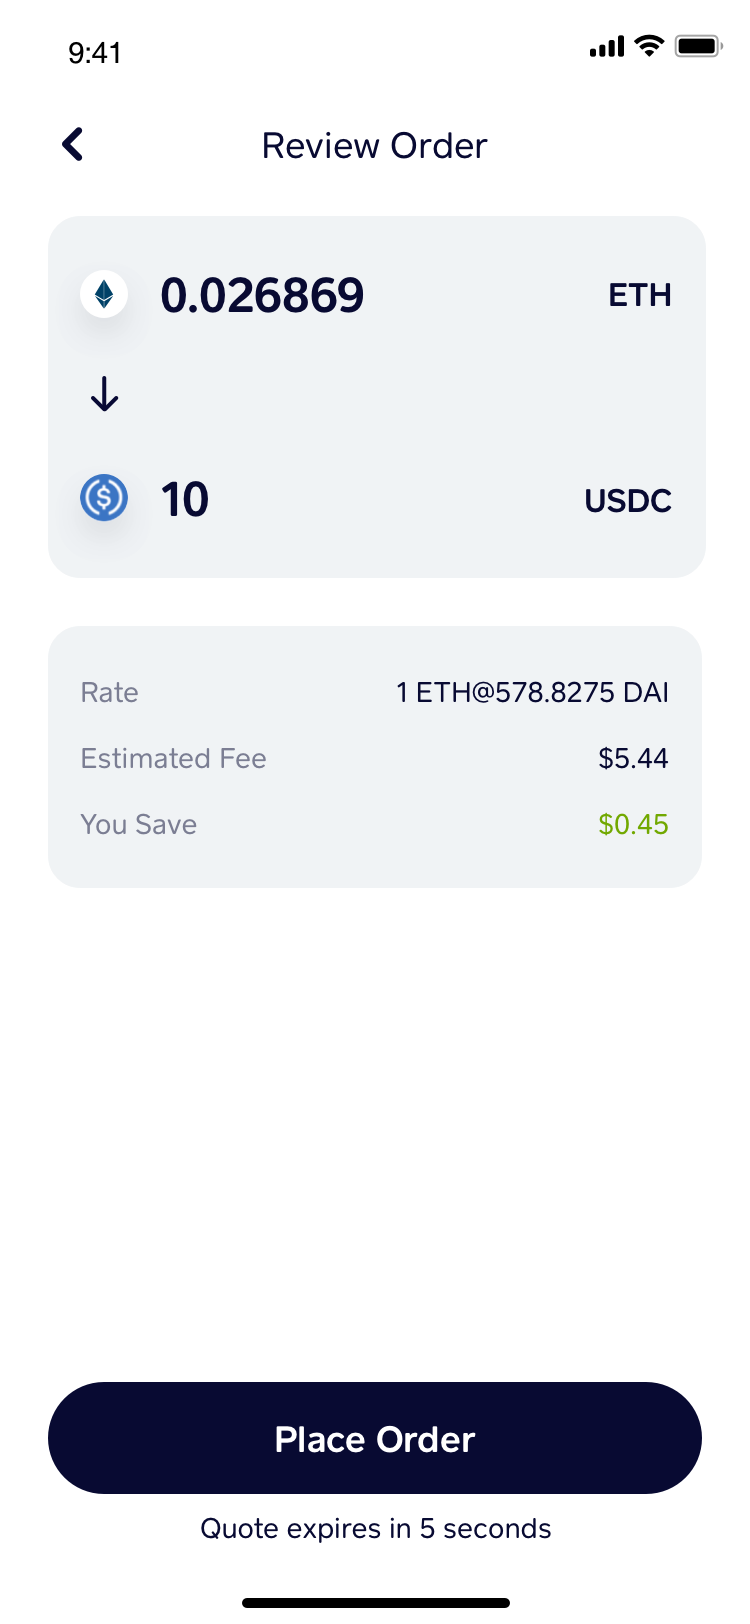 9:41
Review Order
0.026869 ETH
10 USDC
Rate 1 ETH@578.8275 DAI
Estimated Fee $5.44
You Save $0.45
Place Order
Quote expires in 5 seconds